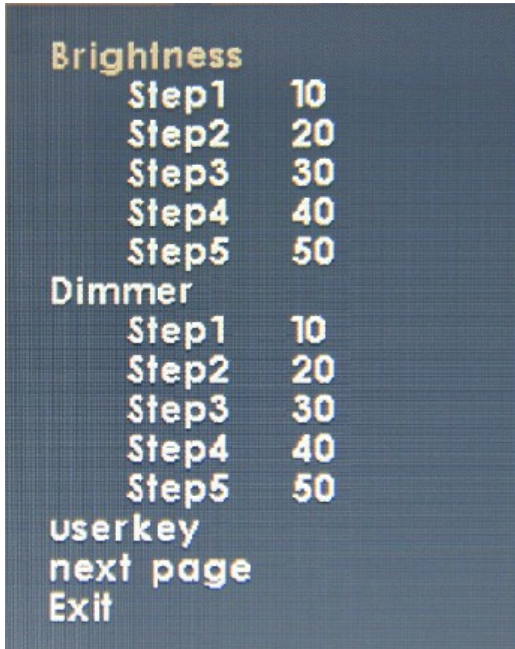 Brightness
Step1 10
Step2 20
Step3 30
Step4 40
Step5 50
Dimmer
Step1 10
Step2 20
Step3 30
Step4 40
Step5 50
userkey
next page
Exit